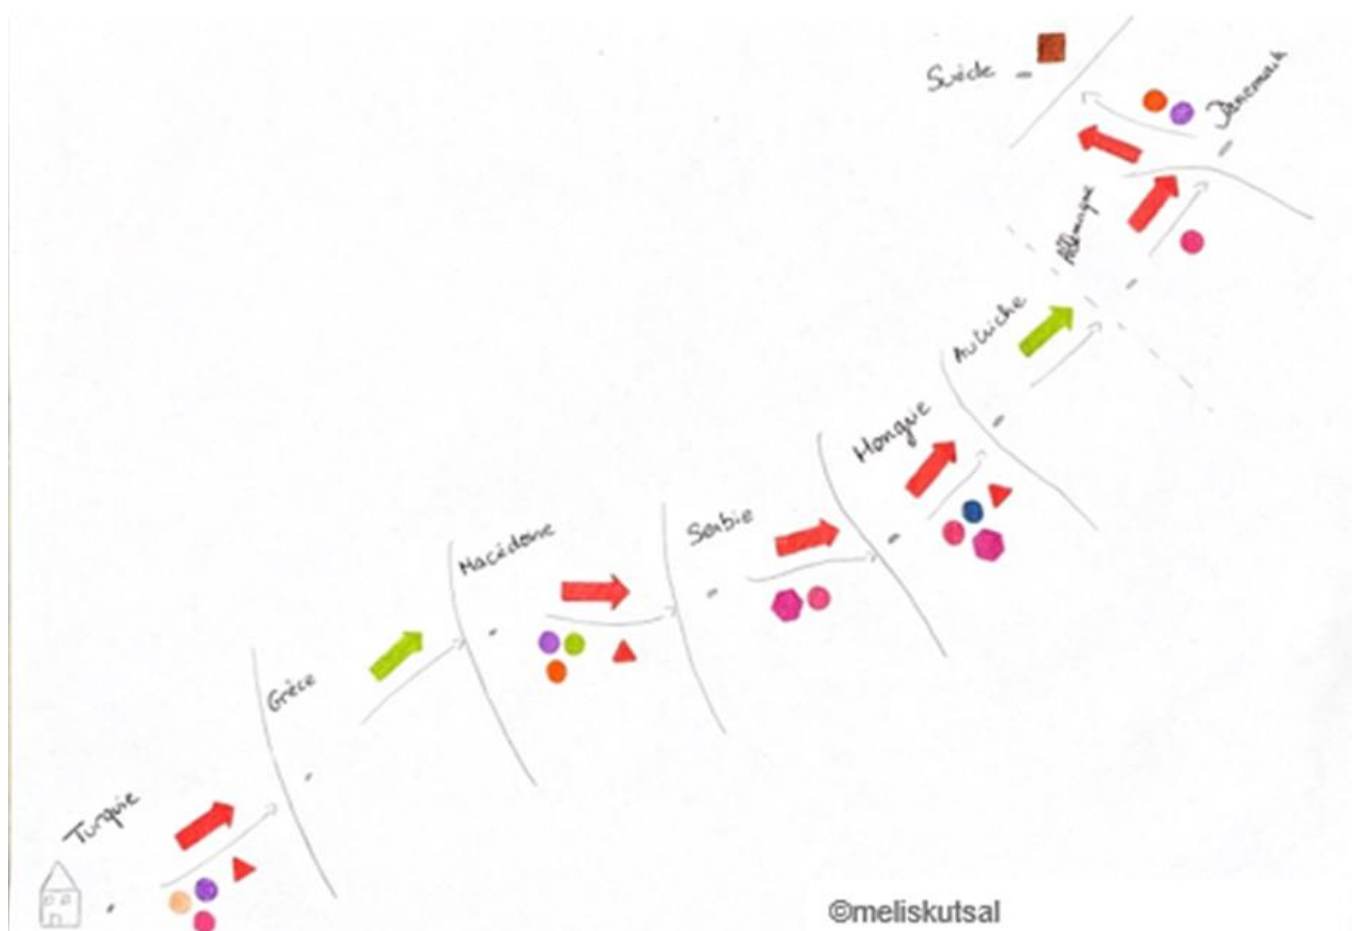 Suède
Danemark
Allemagne
Autriche
Hongrie
Serbie
Macédoine
Grèce
Turquie
©meliskutsal